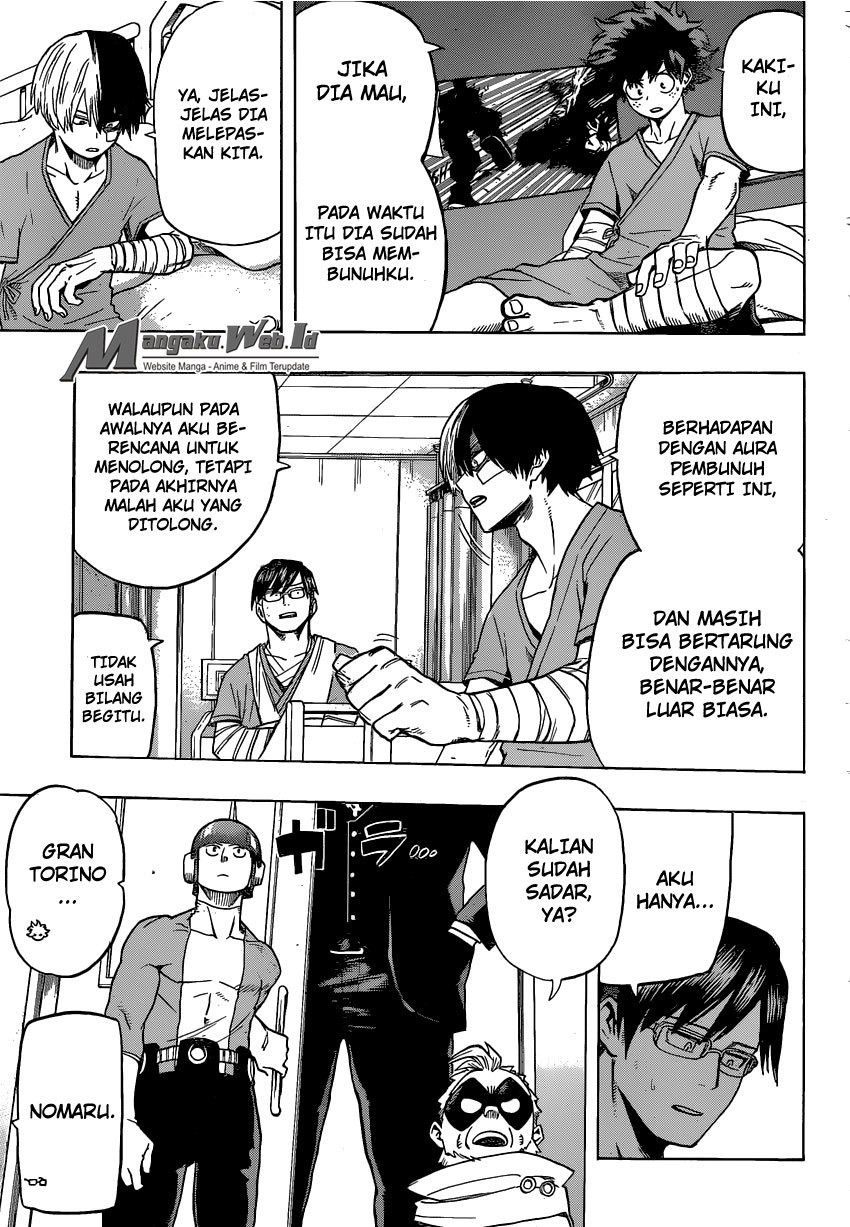 KAKI-
KU
INI,
JIKA
DIA MAU,
PADA WAKTU
ITU DIA SUDAH
BISA MEM-
BUNUHKU.
YA, JELAS-
JELAS DIA
MELEPAS-
KAN KITA.
Mangaku.Web.Id
Website Manga - Anime & Film Terupdate
BERHADAPAN
DENGAN AURA
PEMBUNUH
SEPERTI INI,
DAN MASIH
BISA BERTARUNG
DENGANNYA,
BENAR-BENAR
LUAR BIASA.
WALAUPUN PADA
AWALNYA AKU BE-
RENCANA UNTUK
MENOLONG, TETAPI
PADA AKHIRNYA
MALAH AKU YANG
DITOLONG.
TIDAK
USAH
BILANG
BEGITU.
AKU
HANYA...
KALIAN
SUDAH
SADAR,
YA?
ガラ
GRAN
TORINO
...
NOMARU.